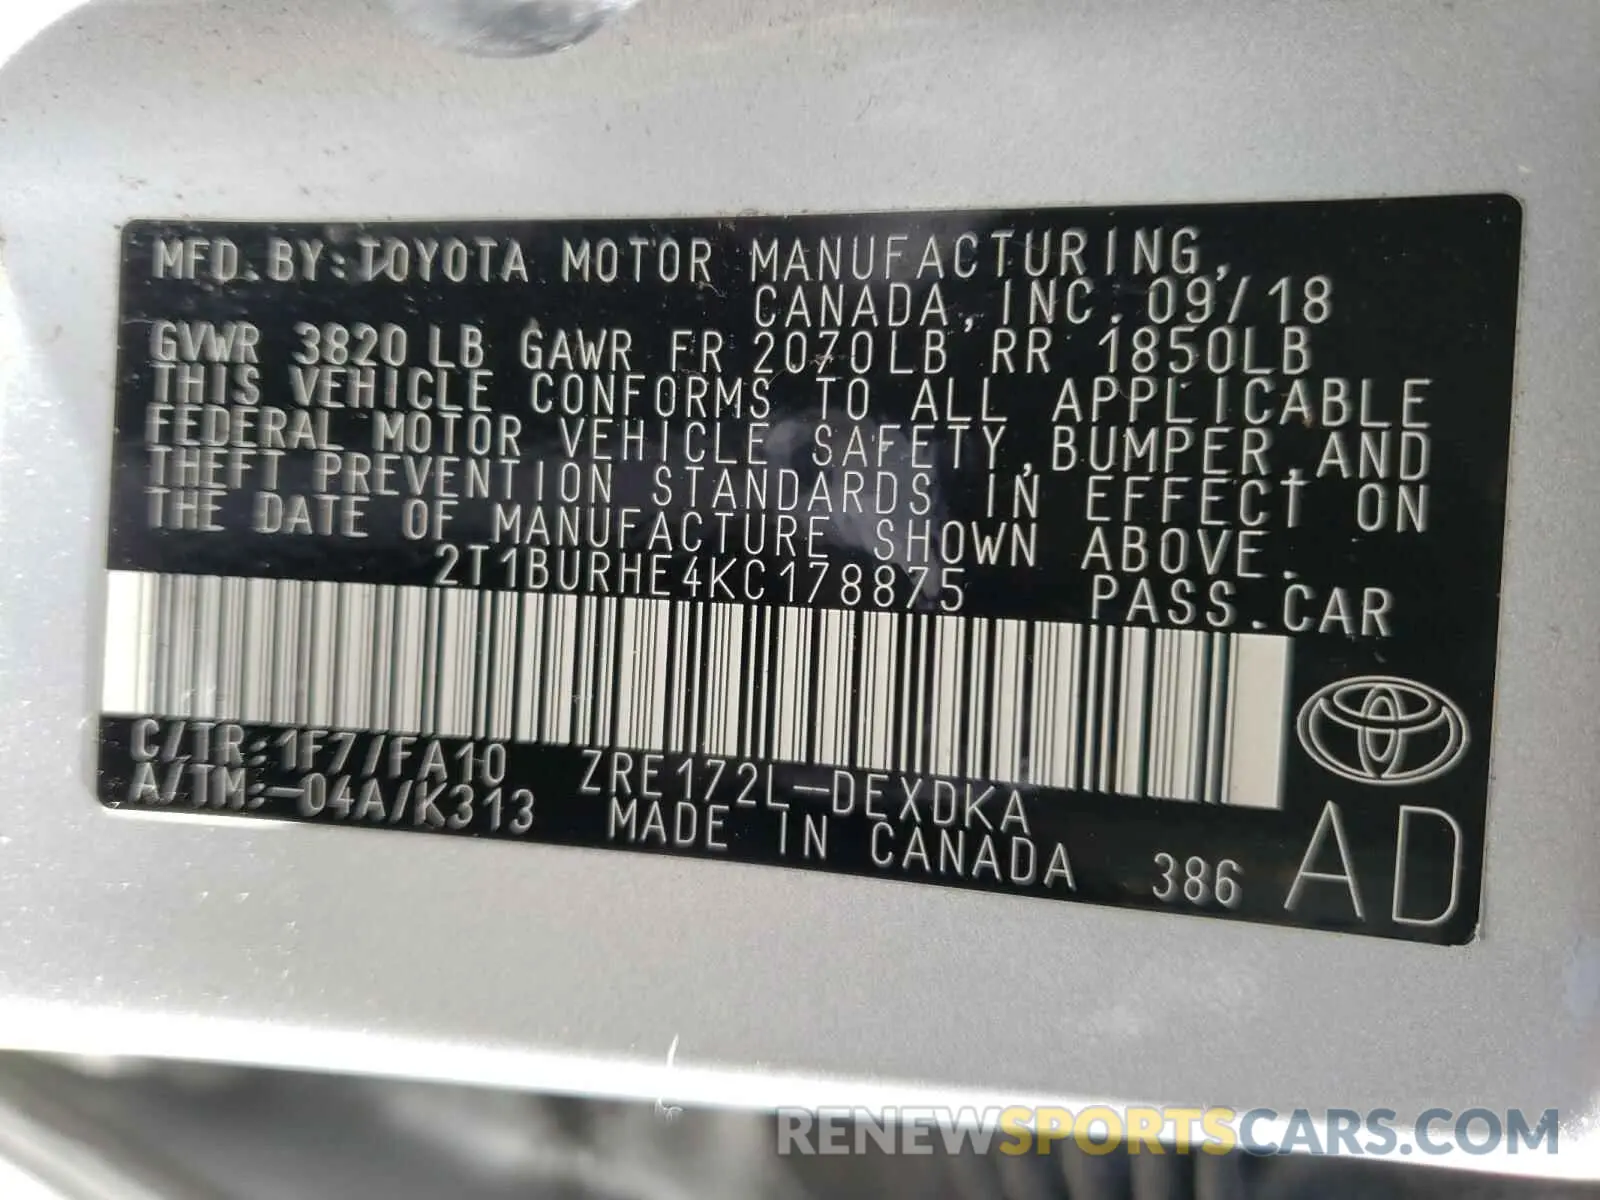 MFD. BY: TOYOTA MOTOR MANUFACTURING,
CANADA, INC. 09/18
GVWR 3820 LB GAWR FR 2070LB RR 1850LB
THIS VEHICLE CONFORMS TO ALL APPLICABLE
FEDERAL MOTOR VEHICLE SAFETY, BUMPER, AND
THEFT PREVENTION STANDARDS IN EFFECT ON
THE DATE OF MANUFACTURE SHOWN ABOVE.
2T1BURHE4KC178875 PASS. CAR
C/TR: 1F7/FA10 ZRE172L-DEXDKA
A/TM: -04A/K313 MADE IN CANADA 386 AD
RENEWSPORTSCARS.COM